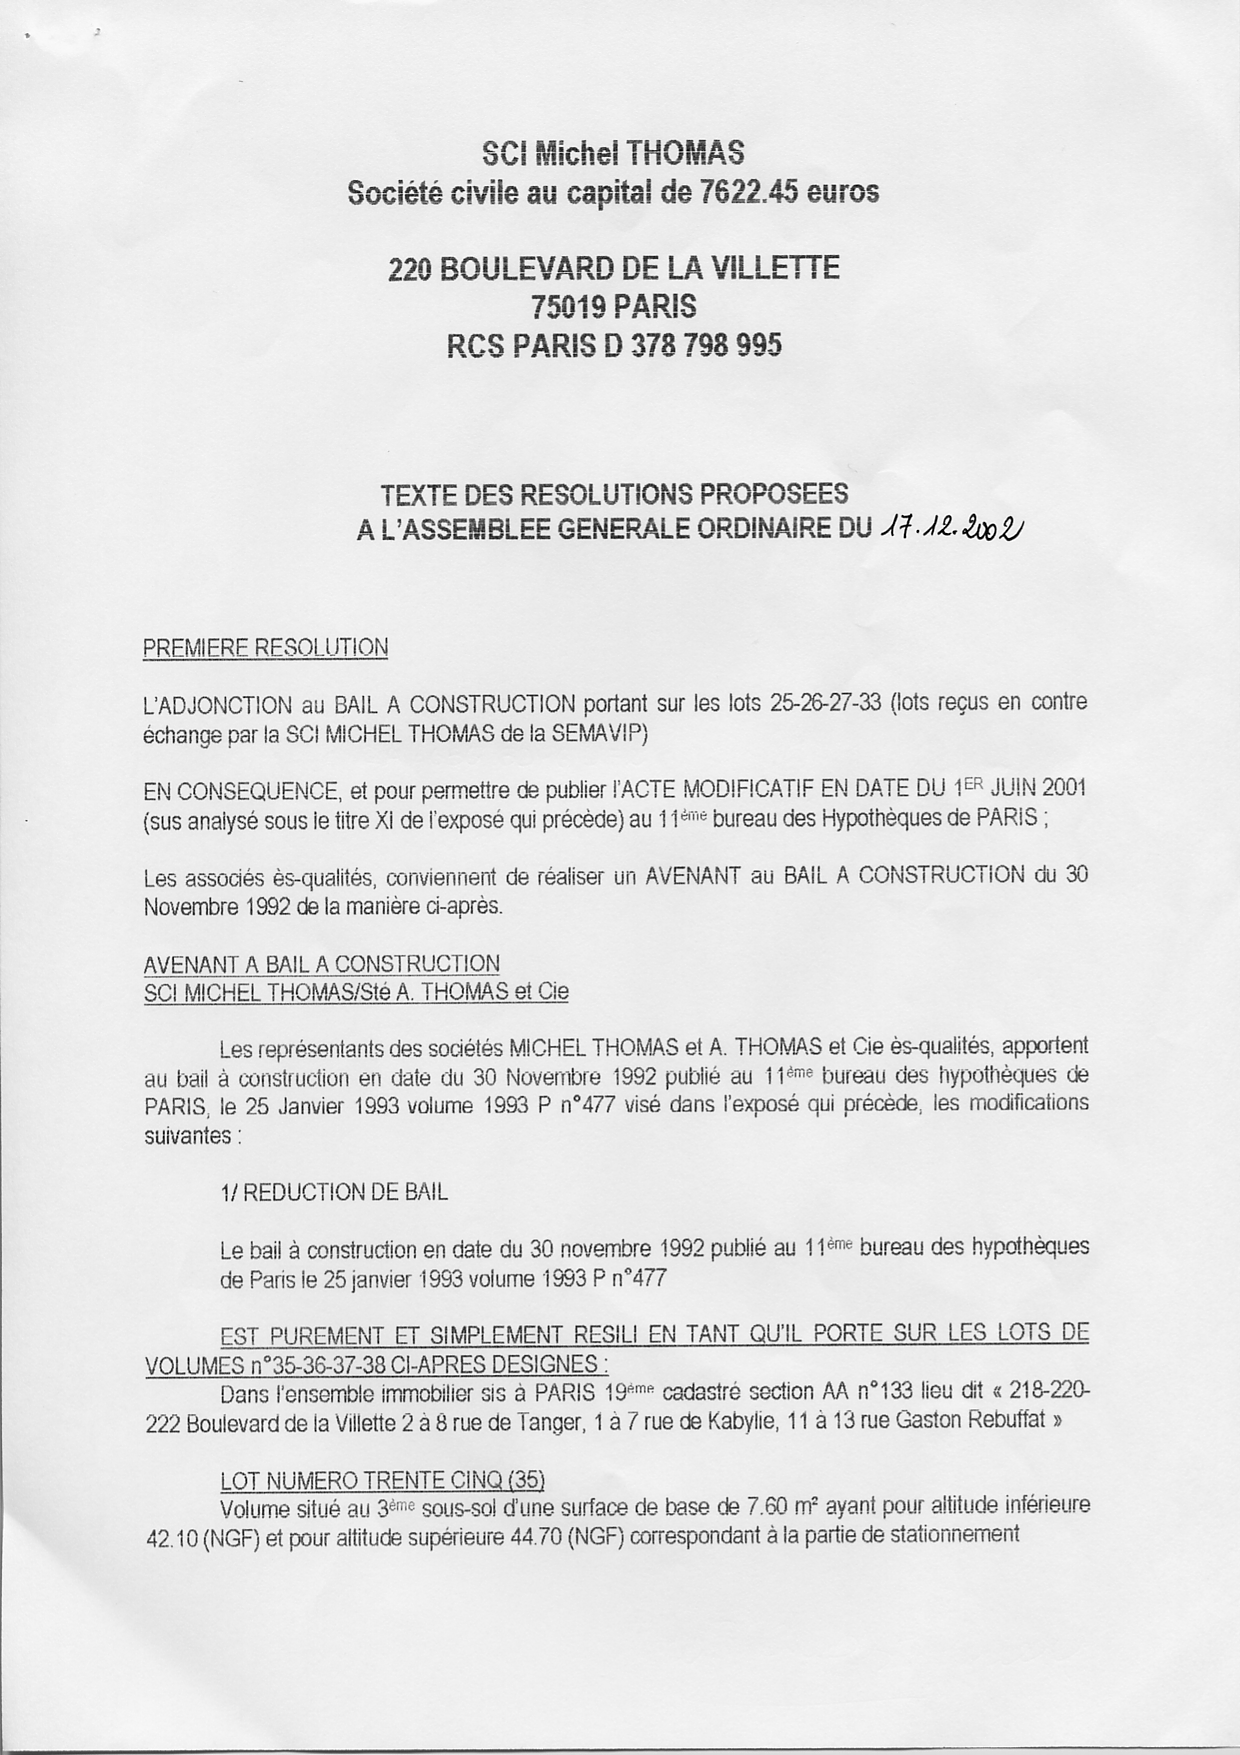 SCI Michel THOMAS
Société civile au capital de 7622.45 euros
220 BOULEVARD DE LA VILLETTE
75019 PARIS
RCS PARIS D 378 798 995
TEXTE DES RESOLUTIONS PROPOSEES
A L'ASSEMBLEE GENERALE ORDINAIRE DU 17.12.2002
PREMIERE RESOLUTION
L'ADJONCTION au BAIL A CONSTRUCTION portant sur les lots 25-26-27-33 (lots reçus en contre
échange par la SCI MICHEL THOMAS de la SEMAVIP)
EN CONSEQUENCE, et pour permettre de publier l'ACTE MODIFICATIF EN DATE DU 1ER JUIN 2001
(sus analysé sous le titre XI de l'exposé qui précède) au 11ème bureau des Hypothèques de PARIS ;
Les associés ès-qualités, conviennent de réaliser un AVENANT au BAIL A CONSTRUCTION du 30
Novembre 1992 de la manière ci-après.
AVENANT A BAIL A CONSTRUCTION
SCI MICHEL THOMAS/Sté A. THOMAS et Cie
Les représentants des sociétés MICHEL THOMAS et A. THOMAS et Cie ès-qualités, apportent
au bail à construction en date du 30 Novembre 1992 publié au 11ème bureau des hypothèques de
PARIS, le 25 Janvier 1993 volume 1993 P n°477 visé dans l'exposé qui précède, les modifications
suivantes :
1/ REDUCTION DE BAIL
Le bail à construction en date du 30 novembre 1992 publié au 11ème bureau des hypothèques
de Paris le 25 janvier 1993 volume 1993 P n°477
EST PUREMENT ET SIMPLEMENT RESILI EN TANT QU'IL PORTE SUR LES LOTS DE
VOLUMES n°35-36-37-38 CI-APRES DESIGNES :
Dans l'ensemble immobilier sis à PARIS 19ème cadastré section AA n°133 lieu dit « 218-220-
222 Boulevard de la Villette 2 à 8 rue de Tanger, 1 à 7 rue de Kabylie, 11 à 13 rue Gaston Rebuffat »
LOT NUMERO TRENTE CINQ (35)
Volume situé au 3ème sous-sol d'une surface de base de 7.60 m² ayant pour altitude inférieure
42.10 (NGF) et pour altitude supérieure 44.70 (NGF) correspondant à la partie de stationnement